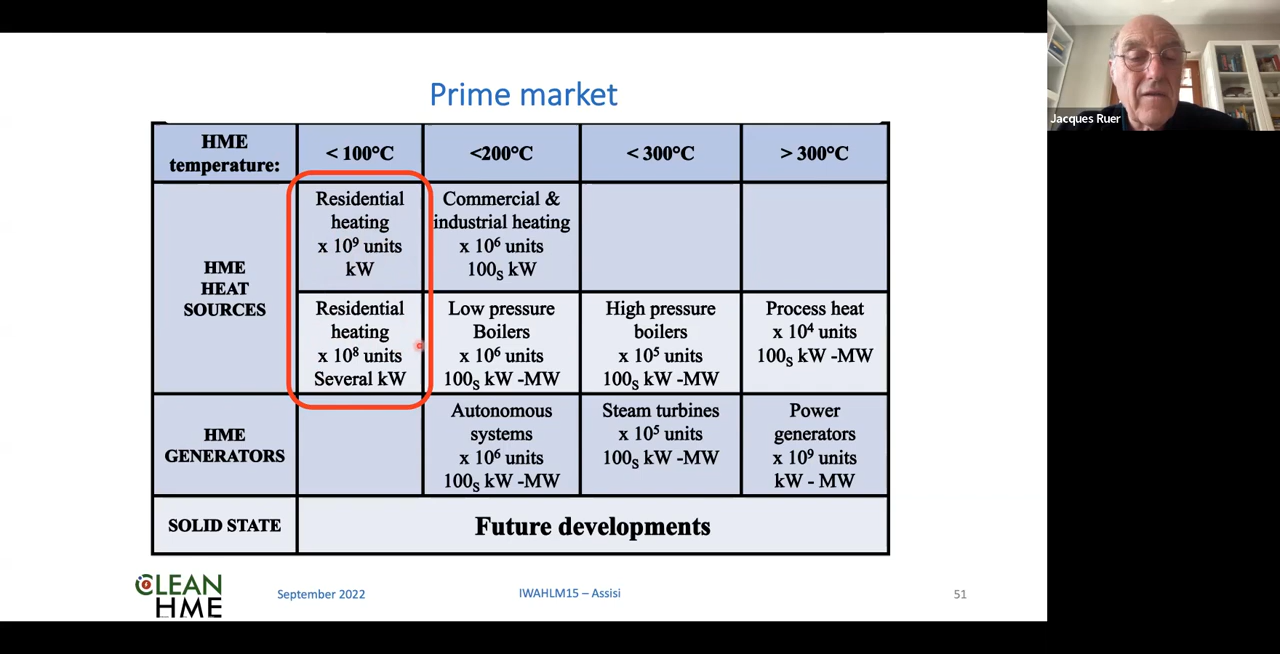 Jacques Ruer
Prime market
HME
temperature:
< 100°C
<200°C
< 300°C
> 300°C
HME
HEAT
SOURCES
Residential
heating
x 10⁹ units
kW
Commercial &
industrial heating
x 10⁶ units
100s kW
Residential
heating
x 10⁸ units
Several kW
Low pressure
Boilers
x 10⁶ units
100s kW -MW
High pressure
boilers
x 10⁵ units
100s kW -MW
Process heat
x 10⁴ units
100s kW -MW
HME
GENERATORS
Autonomous
systems
x 10⁶ units
100s kW -MW
Steam turbines
x 10⁵ units
100s kW -MW
Power
generators
x 10⁹ units
kW - MW
SOLID STATE
Future developments
CLEAN
HME
September 2022
IWAHLM15 – Assisi
51